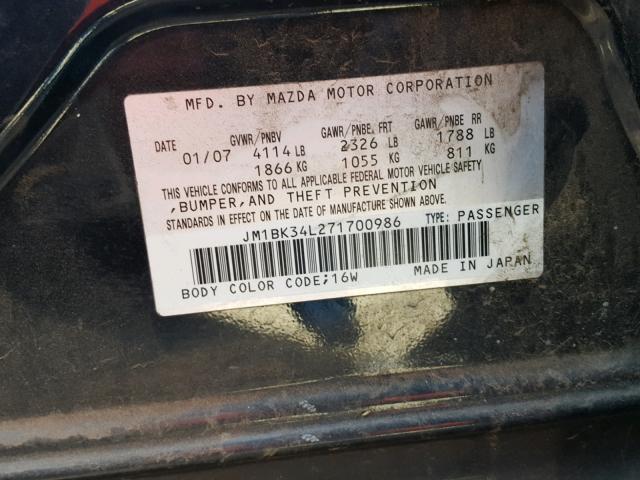 MFD. BY MAZDA MOTOR CORPORATION
DATE GVWR/PNBV GAWR/PNBE. FRT GAWR/PNBE RR
01/07 4114 LB 2326 LB 1788 LB
1866 KG 1055 KG 811 KG
THIS VEHICLE CONFORMS TO ALL APPLICABLE FEDERAL MOTOR VEHICLE SAFETY
,BUMPER,AND THEFT PREVENTION
STANDARDS IN EFFECT ON THE DATE OF MANUFACTURE SHOWN ABOVE.
JM1BK34L271700986 TYPE: PASSENGER
BODY COLOR CODE;16W MADE IN JAPAN